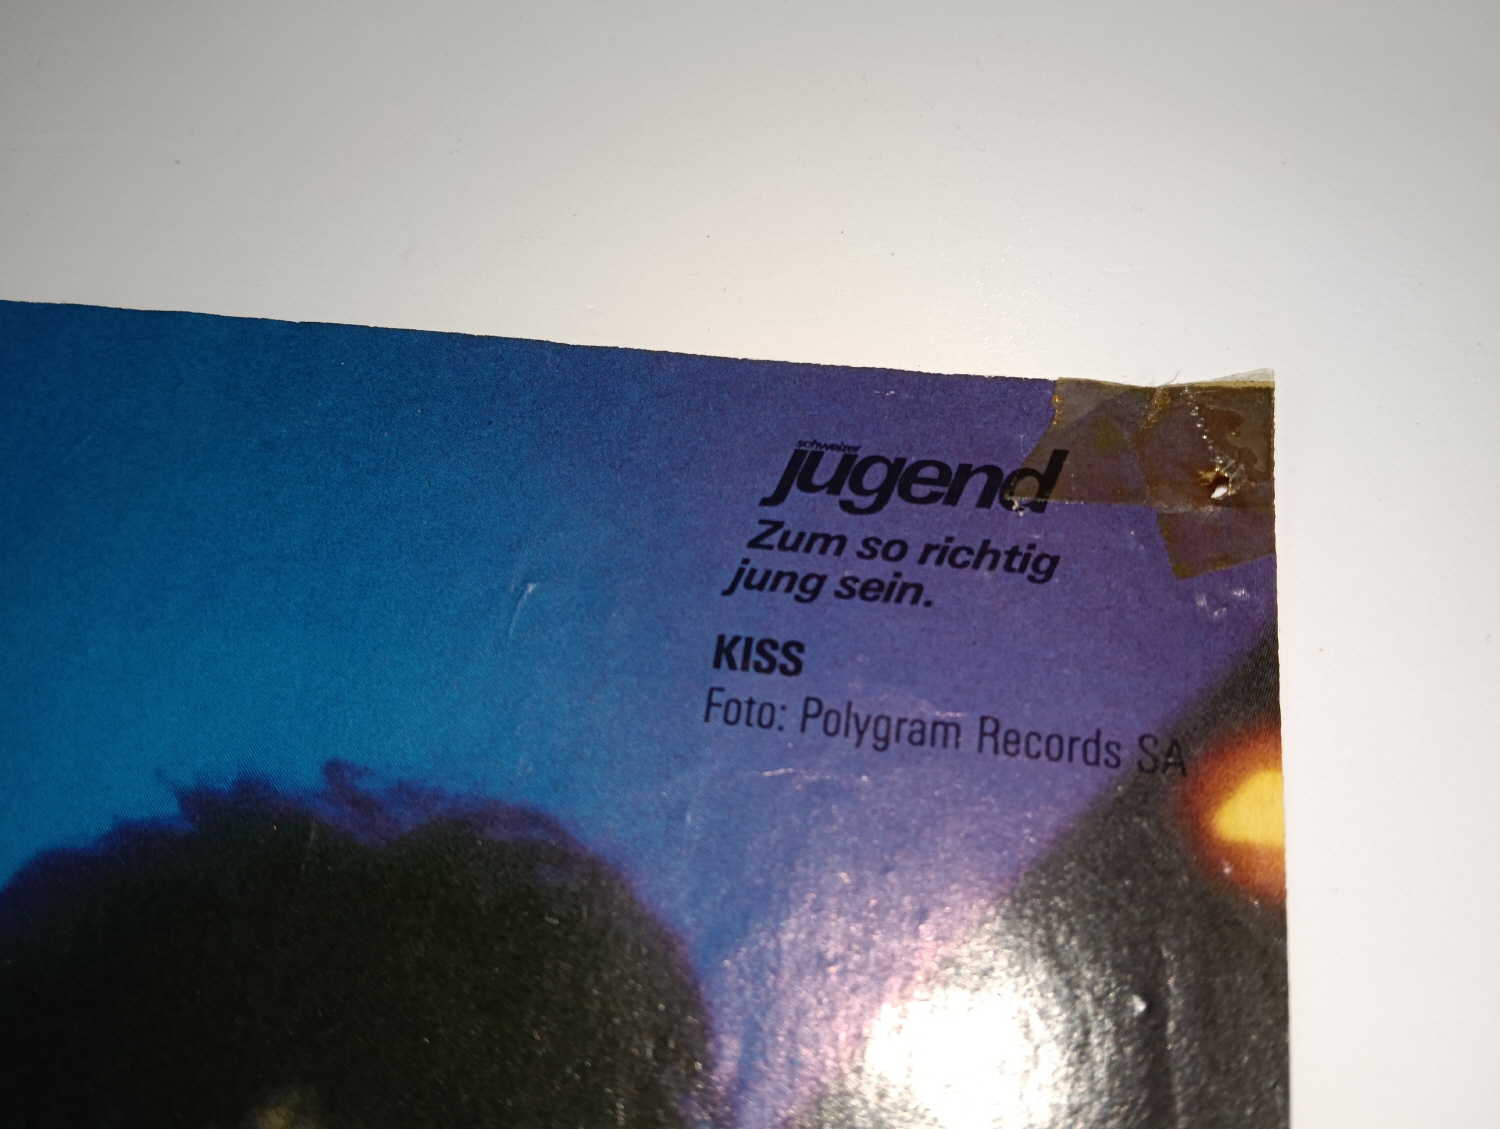 schweizer
jugend
Zum so richtig
jung sein.
KISS
Foto: Polygram Records SA